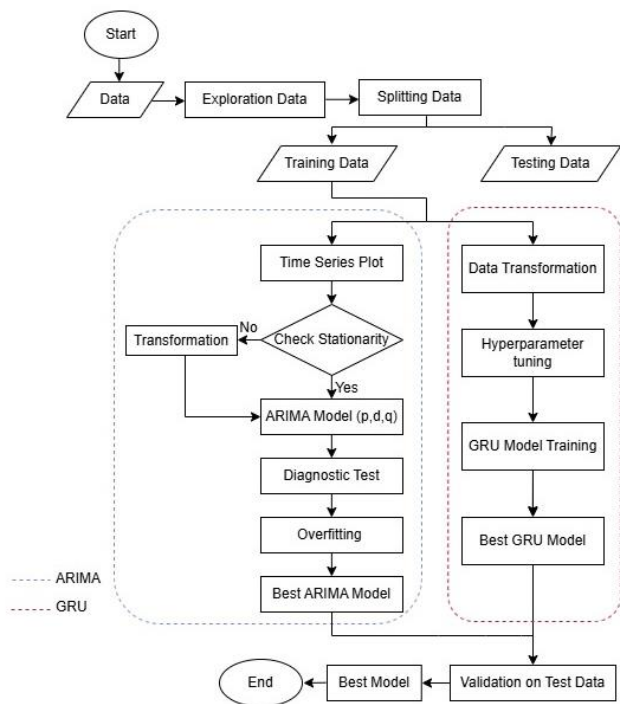 Start
Data
Exploration Data
Splitting Data
Training Data
Testing Data
Time Series Plot
Data Transformation
Transformation
No
Check Stationarity
Hyperparameter
tuning
Yes
ARIMA Model (p,d,q)
GRU Model Training
Diagnostic Test
Overfitting
Best GRU Model
ARIMA
Best ARIMA Model
GRU
End
Best Model
Validation on Test Data